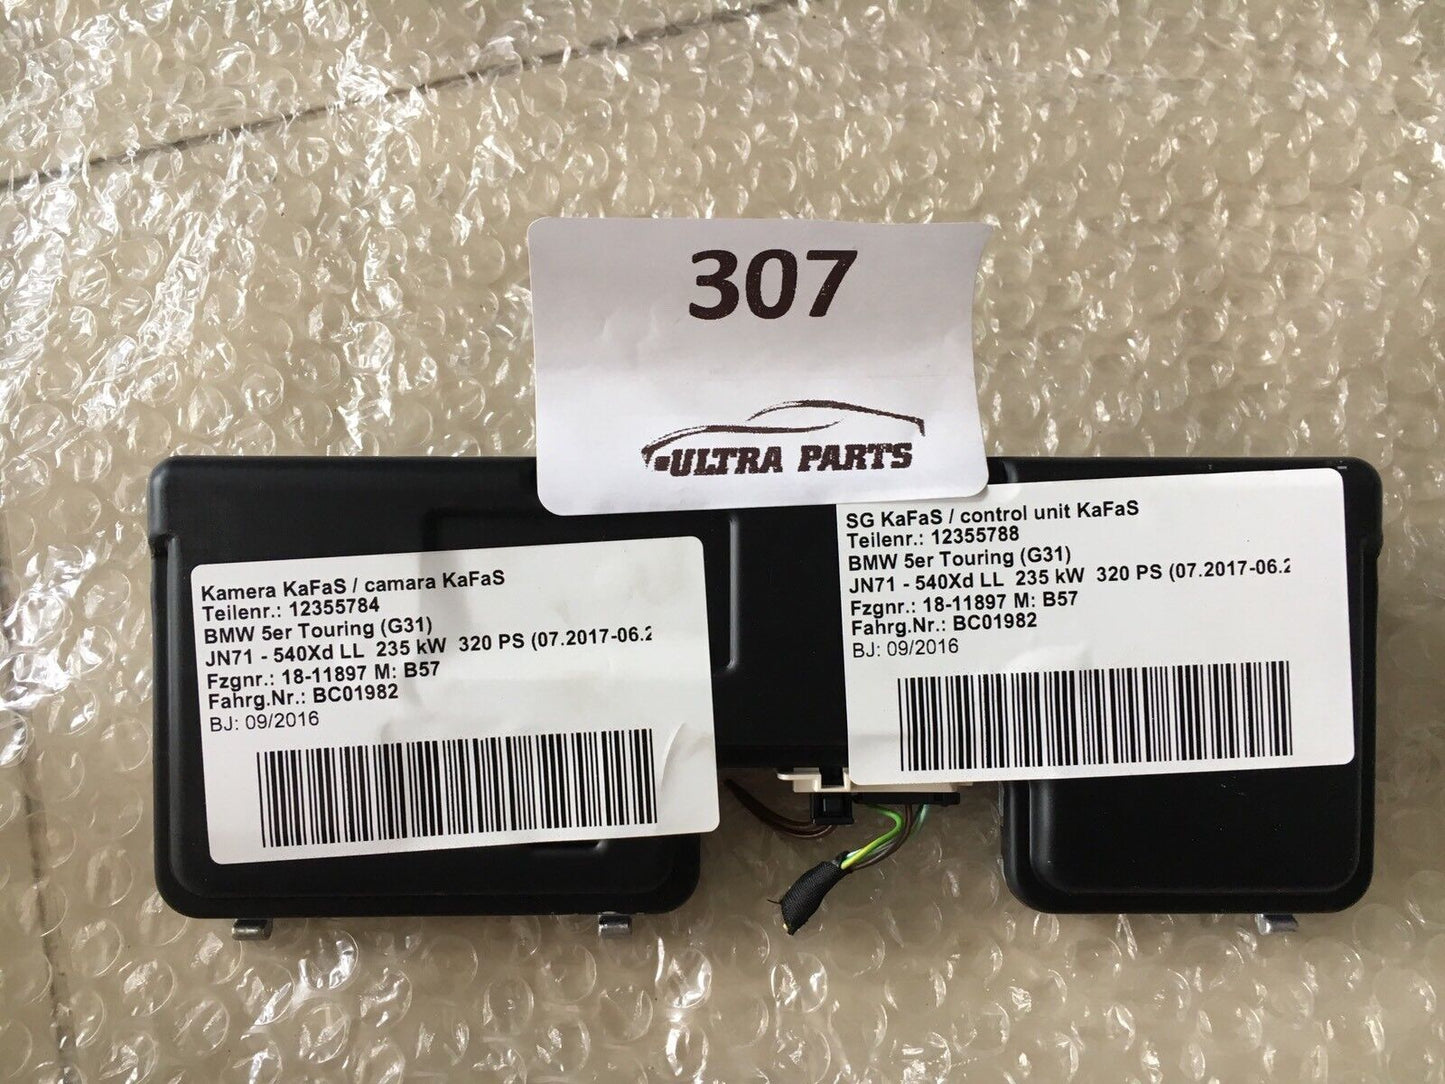 307
ULTRA PARTS
Kamera KaFaS / camara KaFaS
Teilenr.: 12355784
BMW 5er Touring (G31)
JN71 - 540Xd LL 235 kW 320 PS (07.2017-06.2
Fzgnr.: 18-11897 M: B57
Fahrg.Nr.: BC01982
BJ: 09/2016
SG KaFaS / control unit KaFaS
Teilenr.: 12355788
BMW 5er Touring (G31)
JN71 - 540Xd LL 235 kW 320 PS (07.2017-06.2
Fzgnr.: 18-11897 M: B57
Fahrg.Nr.: BC01982
BJ: 09/2016